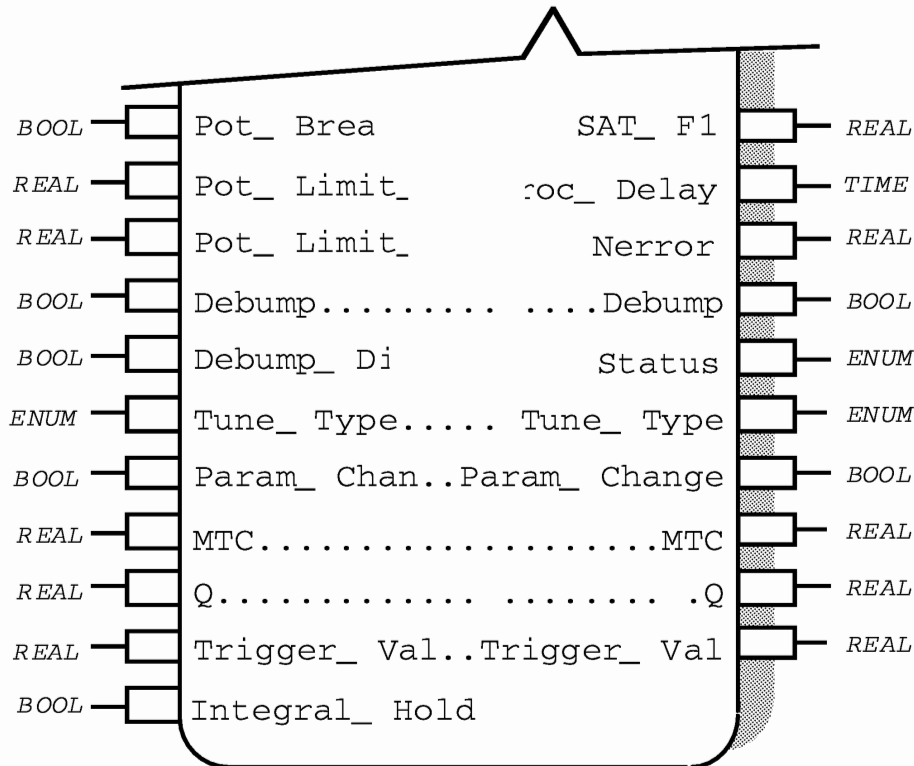 BOOL Pot_ Brea SAT_ F1 REAL
REAL Pot_ Limit_ roc_ Delay TIME
REAL Pot_ Limit_ Nerror REAL
BOOL Debump......... ....Debump BOOL
BOOL Debump_ Di Status ENUM
ENUM Tune_ Type..... Tune_ Type ENUM
BOOL Param_ Chan..Param_ Change BOOL
REAL MTC......................MTC REAL
REAL Q............. ........ .Q REAL
REAL Trigger_ Val..Trigger_ Val REAL
BOOL Integral_ Hold